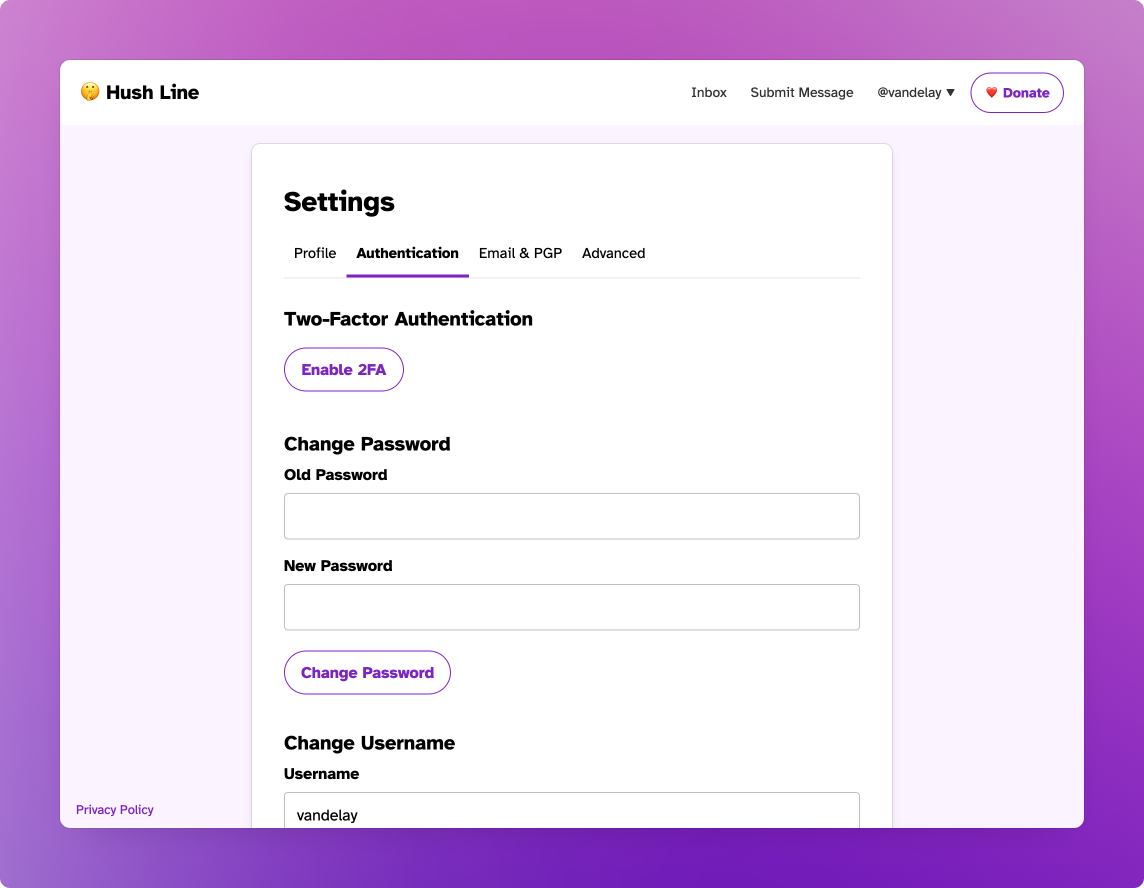 🤫 Hush Line
Inbox Submit Message @vandelay ▼ ❤️ Donate
Settings
Profile Authentication Email & PGP Advanced
Two-Factor Authentication
Enable 2FA
Change Password
Old Password
New Password
Change Password
Change Username
Username
vandelay
Privacy Policy